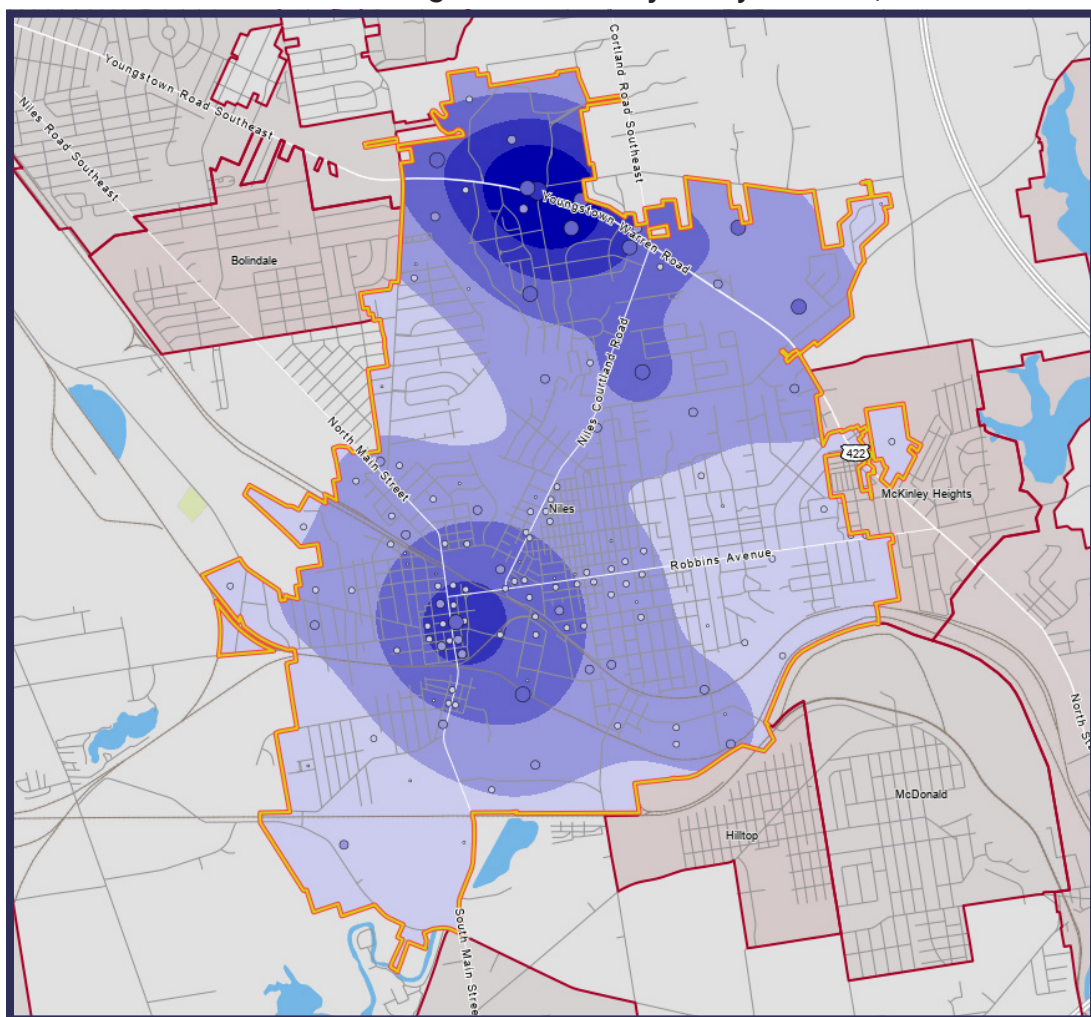 Cortland Road Southeast
Youngstown Road Southeast
Niles Road Southeast
Youngstown Warren Road
Bolindale
Niles Courtland Road
North Main Street
422
McKinley Heights
Niles
Robbins Avenue
McDonald
Hilltop
South Main Street